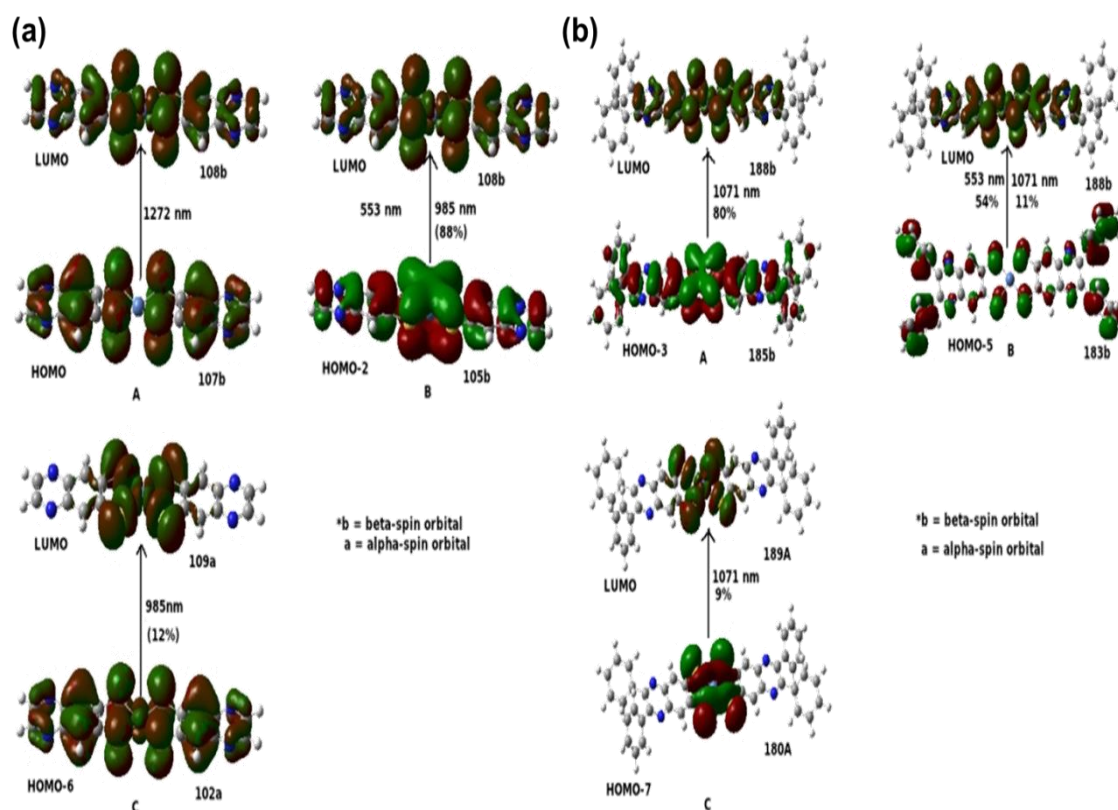 (a)
(b)
LUMO
108b
1272 nm
HOMO
107b
A
LUMO
108b
553 nm
985 nm
(88%)
HOMO-2
105b
B
LUMO
188b
1071 nm
80%
HOMO-3
185b
A
LUMO
188b
553 nm
1071 nm
54%
11%
HOMO-5
183b
B
LUMO
109a
985nm
(12%)
HOMO-6
102a
C
*b = beta-spin orbital
a = alpha-spin orbital
LUMO
189A
1071 nm
9%
HOMO-7
180A
C
*b = beta-spin orbital
a = alpha-spin orbital